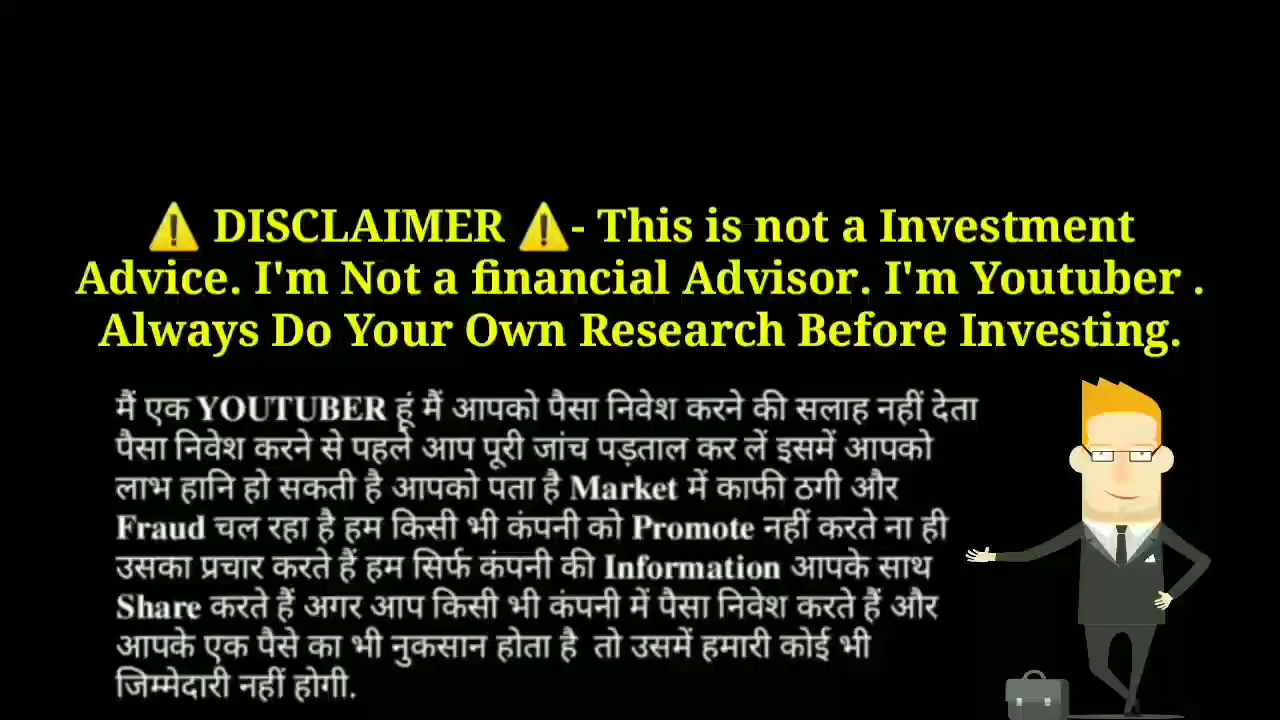 ⚠️ DISCLAIMER ⚠️- This is not a Investment
Advice. I'm Not a financial Advisor. I'm Youtuber .
Always Do Your Own Research Before Investing.
मैं एक YOUTUBER हूं मैं आपको पैसा निवेश करने की सलाह नहीं देता
पैसा निवेश करने से पहले आप पूरी जांच पड़ताल कर लें इसमें आपको
लाभ हानि हो सकती है आपको पता है Market में काफी ठगी और
Fraud चल रहा है हम किसी भी कंपनी को Promote नहीं करते ना ही
उसका प्रचार करते हैं हम सिर्फ कंपनी की Information आपके साथ
Share करते हैं अगर आप किसी भी कंपनी में पैसा निवेश करते हैं और
आपके एक पैसे का भी नुकसान होता है तो उसमें हमारी कोई भी
जिम्मेदारी नहीं होगी.